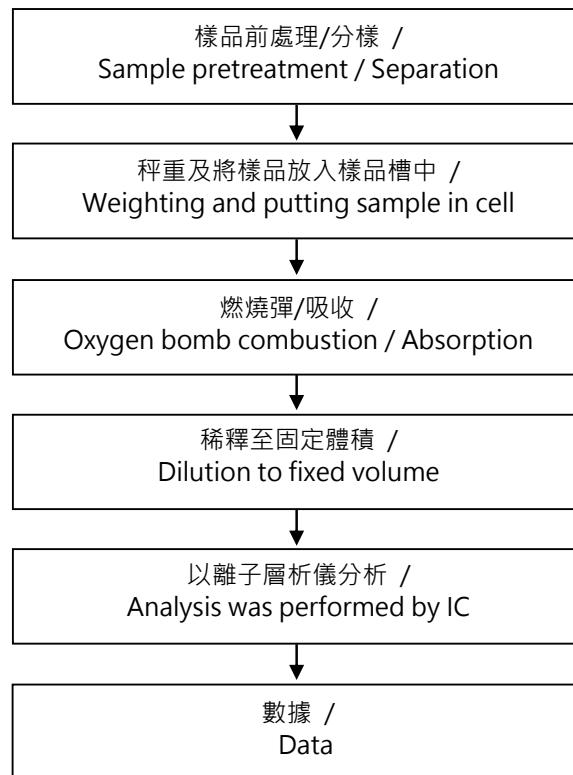 樣品前處理/分樣 /
Sample pretreatment / Separation
秤重及將樣品放入樣品槽中 /
Weighting and putting sample in cell
燃燒彈/吸收 /
Oxygen bomb combustion / Absorption
稀釋至固定體積 /
Dilution to fixed volume
以離子層析儀分析 /
Analysis was performed by IC
數據 /
Data